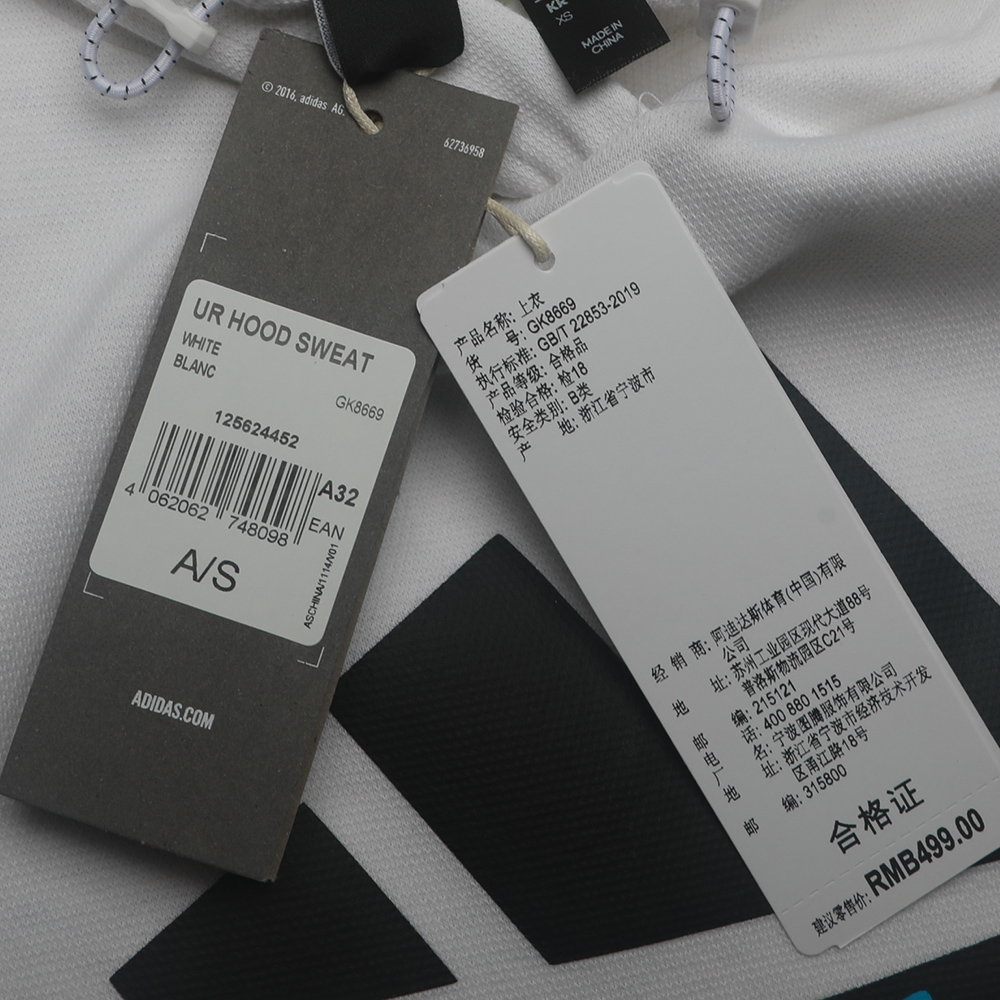 KR
XS
MADE IN
CHINA
© 2016, adidas AG.
62736958
UR HOOD SWEAT
WHITE
BLANC
GK8669
125624452
A32
4 062062 748098
EAN
A/S
ASCHINA/1114/V01
ADIDAS.COM
产品名称: 上衣
货 号: GK8669
执行标准: GB/T 22853-2019
产品等级: 合格品
检验合格: 检18
安全类别: B类
产 地: 浙江省宁波市
经 销 商: 阿迪达斯体育(中国)有限
公司
地 址: 苏州工业园区现代大道88号
普洛斯物流园区C21号
邮 编: 215121
电 话: 400 880 1515
厂 名: 宁波图腾服饰有限公司
地 址: 浙江省宁波市经济技术开发
区甬江路18号
邮 编: 315800
合格证
建议零售价: RMB499.00